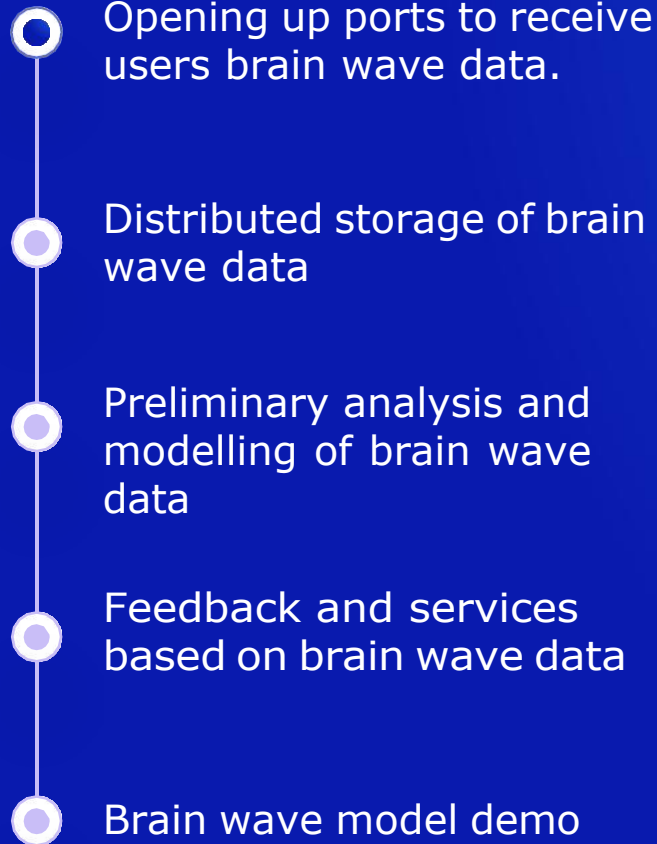 Opening up ports to receive
users brain wave data.
Distributed storage of brain
wave data
Preliminary analysis and
modelling of brain wave
data
Feedback and services
based on brain wave data
Brain wave model demo